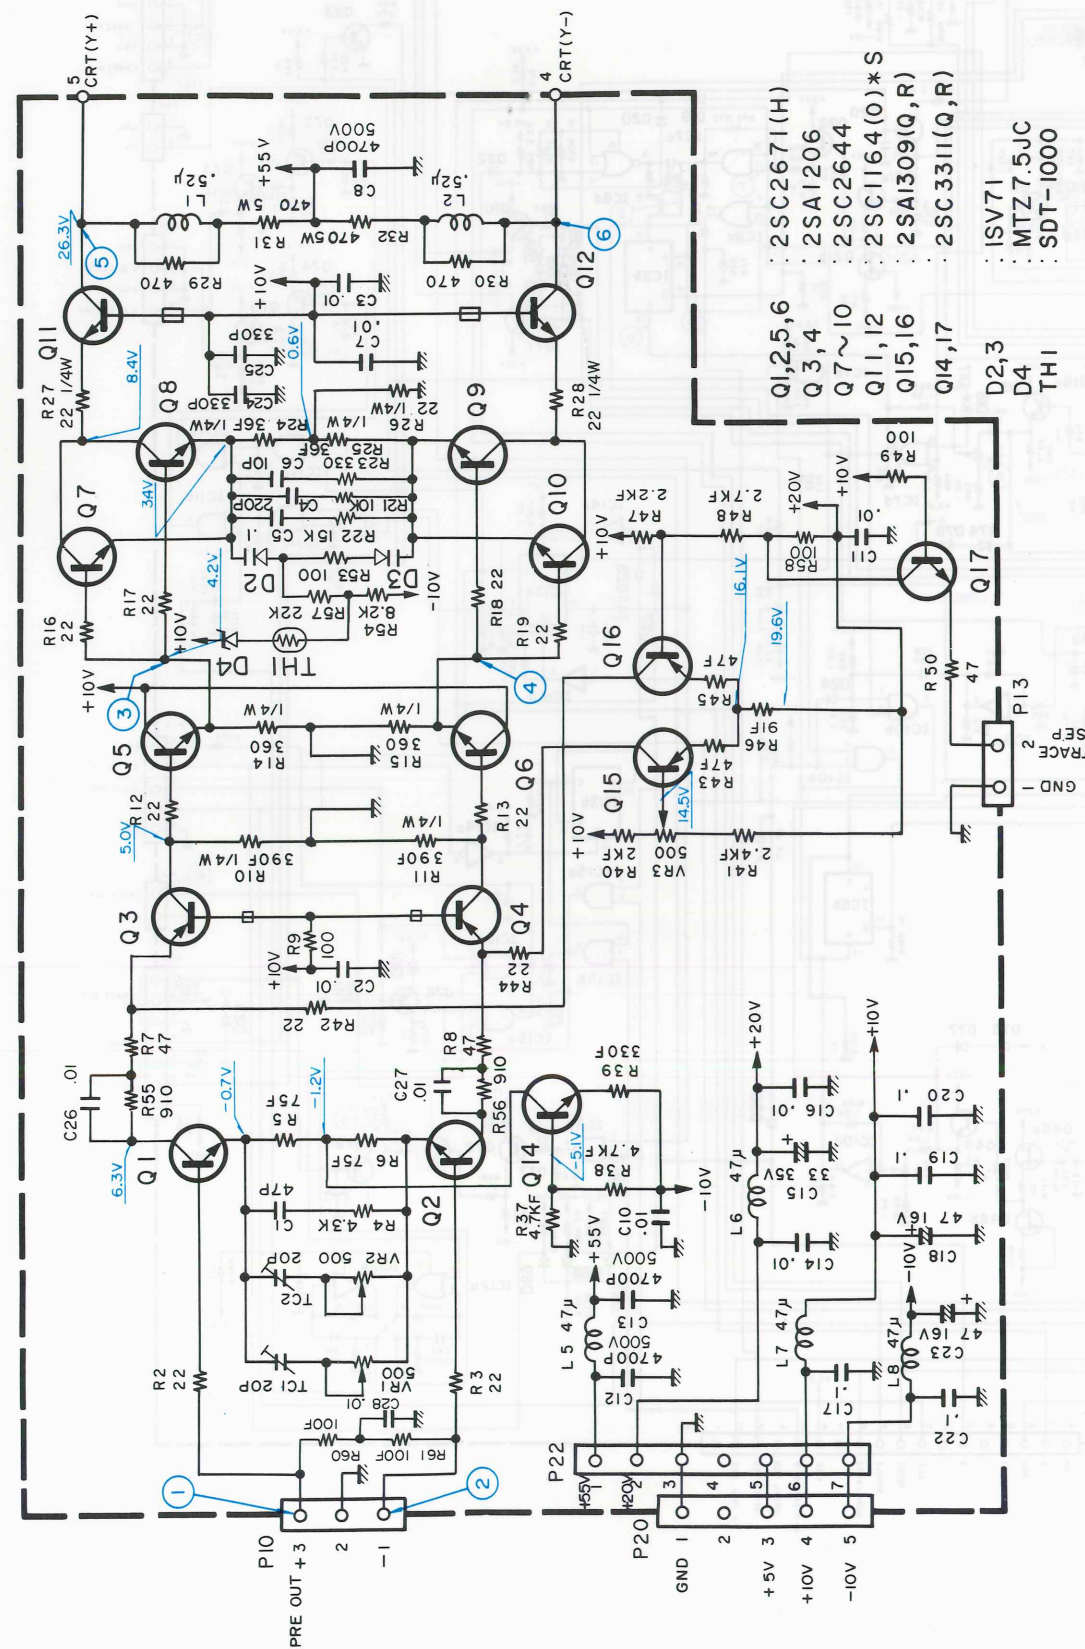 5
CRT(Y+)
4
CRT(Y-)
26.3V
5
L1
.52µ
R29
470
R31
470
5W
+55V
4700P
500V
C8
470 5W
R32
L2
.52µ
R30
470
6
Q11
Q12
+10V
C3 .01
C7
.01
C25
330P
C24
330P
0.6V
R27
22 1/4W
8.4V
Q8
1/4W
R24 36F
1/4W
R25
36F
R26
22 1/4W
Q9
R28
22 1/4W
Q7
3.4V
C6
10P
R23 330
C4
220P
R21 10K
C5 .1
R22 15K
D2
R53
100
D3
Q10
R16
22
R17
22
4.2V
+10V
D4
TH1
R57 22K
R54
8.2K
-10V
R18 22
R19
22
3
4
+10V
Q5
1/4W
360
R14
1/4W
360
R15
Q6
R12
22
R13
22
5.0V
390F 1/4W
R10
1/4W
390F
R11
Q3
Q4
R9
100
+10V
C2 .01
22
R44
22
R42
R7
47
R8
47
C26
.01
R55
910
C27
.01
R56
910
6.3V
Q1
-0.7V
R5
75F
-1.2V
R6
75F
Q2
C1
47P
R4
4.3K
TC2
20P
VR2
500
TC1 20P
VR1
500
R2
22
R3
22
C28
.01
100F
R60
100F
R61
1
2
P10
PRE OUT +3
2
-1
Q14
-5.1V
330F
R39
4.7KF
R38
R37
4.7KF
C10
.01
-10V
+55V
L5 47µ
500V
4700P
C13
500V
4700P
C12
+10V
2.2KF
R47
2.7KF
R48
+20V
100
R58
.01
C11
+10V
100
R49
Q17
R50
47
P13
2
TRACE
SEP
1
GND
Q16
47F
R45
16.1V
19.6V
91F
R46
Q15
47F
R43
14.5V
+10V
2KF
R40
500
VR3
2.4KF
R41
+20V
L6 47µ
C16 .01
33
35V
C15
C14 .01
+10V
.1
C20
.1
C19
47 16V
C18
L7 47µ
.1
C17
-10V
L8 47µ
47 16V
C23
.1
C22
P22
+55V
1
+20V
2
3
4
5
6
7
P20
GND 1
2
+5V 3
+10V 4
-10V 5
Q1,2,5,6 : 2SC2671(H)
Q3,4 : 2SA1206
Q7~10 : 2SC2644
Q11,12 : 2SC1164(O)*S
Q15,16 : 2SA1309(Q,R)
Q14,17 : 2SC3311(Q,R)
D2,3 : ISV71
D4 : MTZ7.5JC
TH1 : SDT-1000